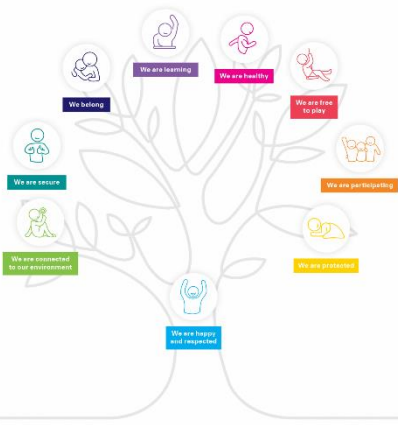 We are learning
We are healthy
We belong
We are free
to play
We are secure
We are participating
We are connected
to our environment
We are protected
We are happy
and respected